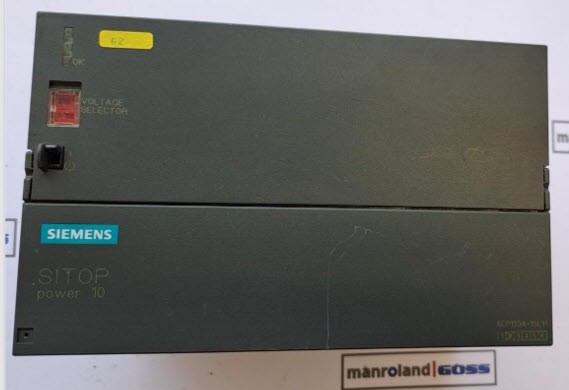 62
OK
VOLTAGE
SELECTOR
SIEMENS
SITOP
power 10
manroland|GOSS